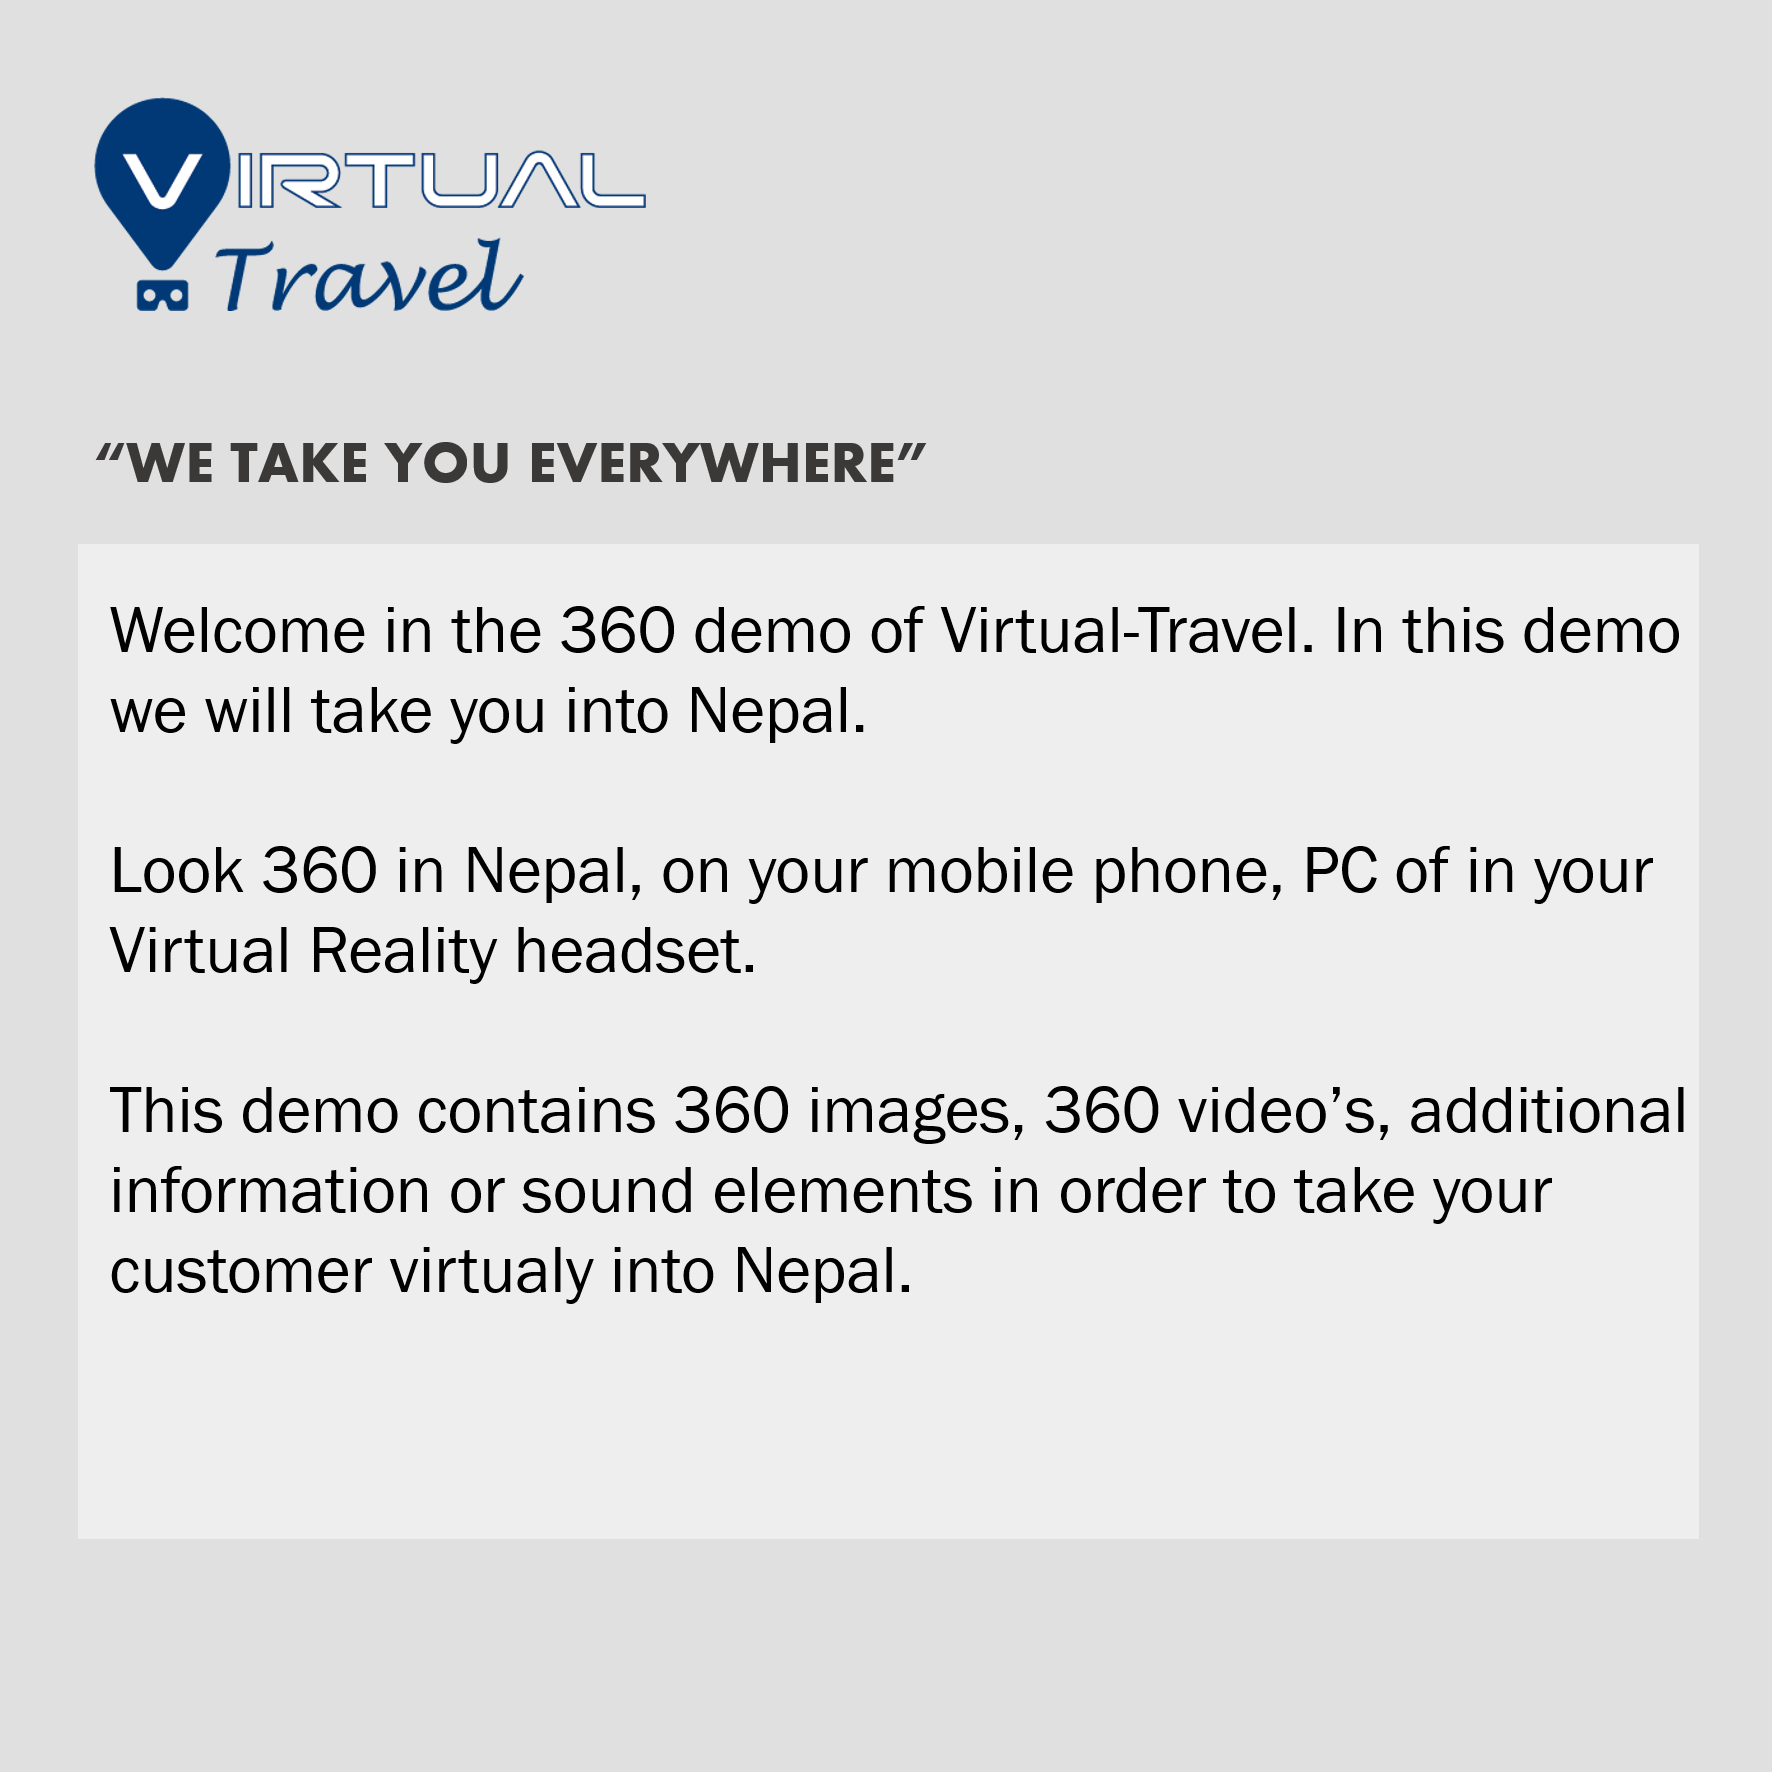 VIRTUAL
Travel
“WE TAKE YOU EVERYWHERE”
Welcome in the 360 demo of Virtual-Travel. In this demo
we will take you into Nepal.
Look 360 in Nepal, on your mobile phone, PC of in your
Virtual Reality headset.
This demo contains 360 images, 360 video’s, additional
information or sound elements in order to take your
customer virtualy into Nepal.